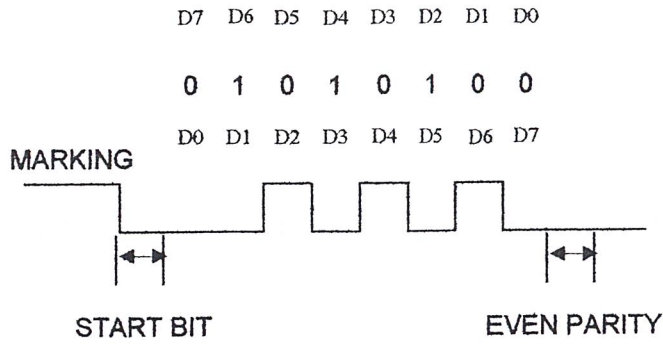 D7 D6 D5 D4 D3 D2 D1 D0
0 1 0 1 0 1 0 0
D0 D1 D2 D3 D4 D5 D6 D7
MARKING
START BIT
EVEN PARITY